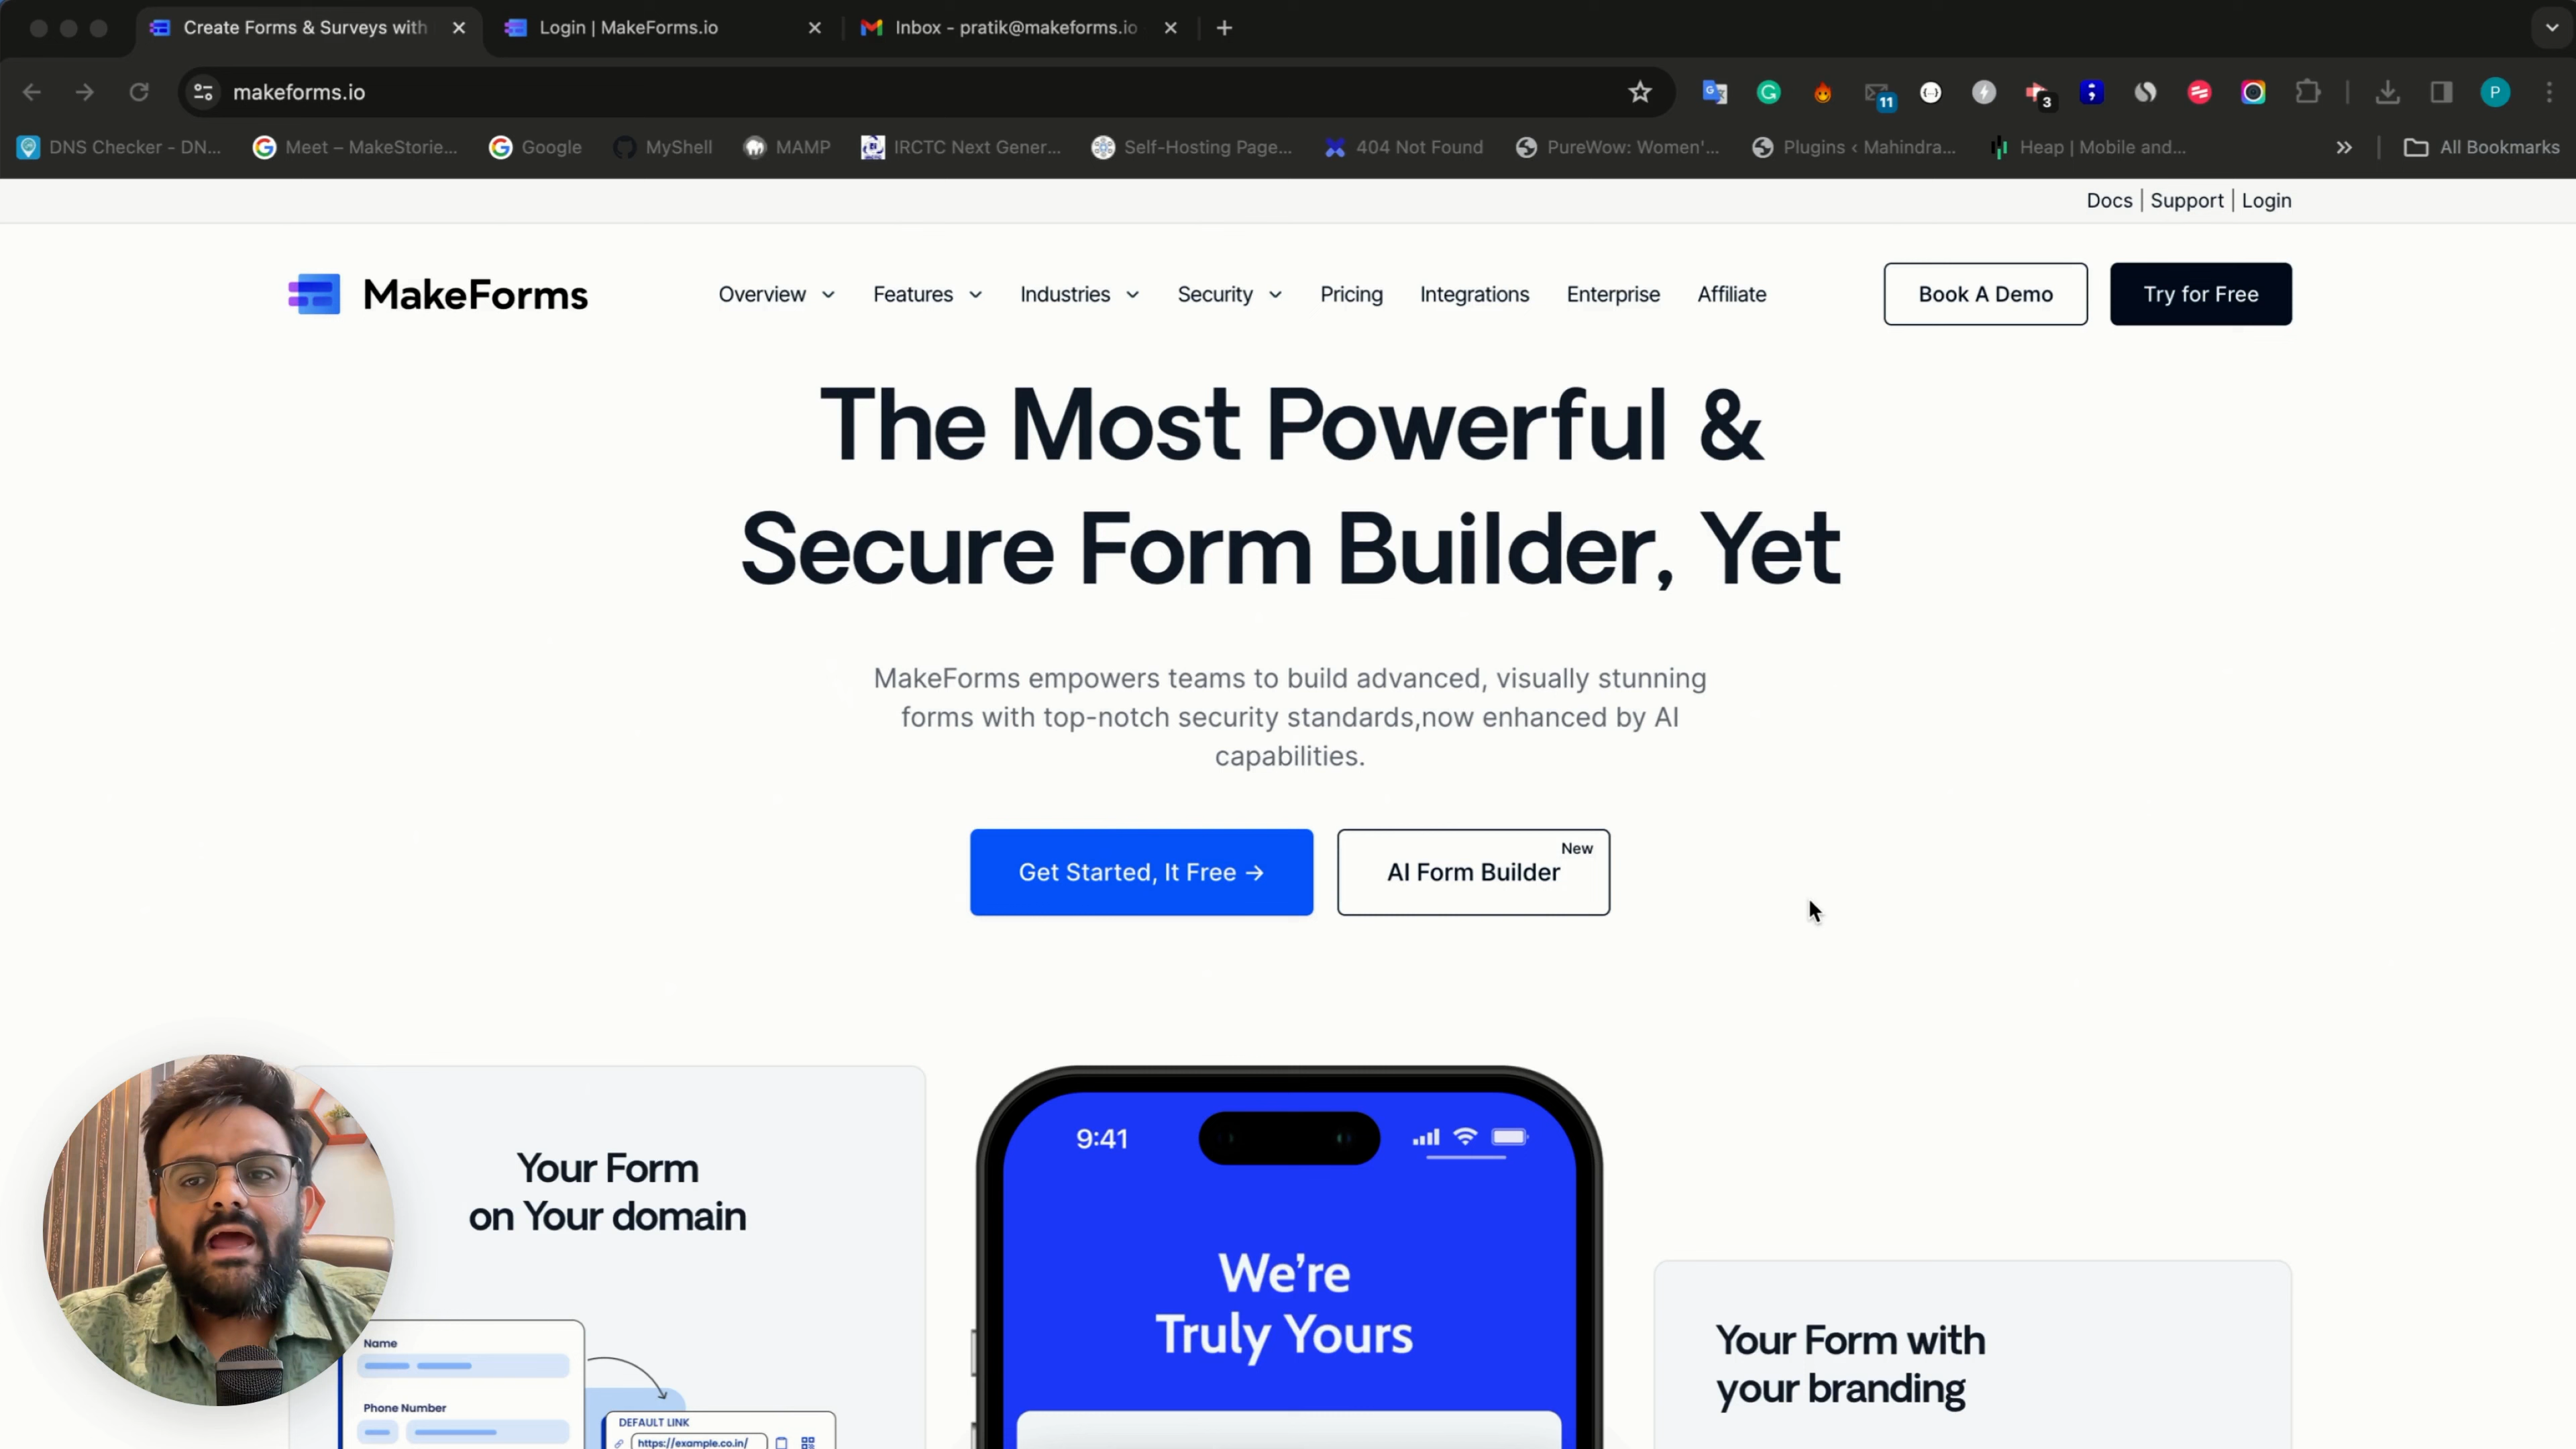 Create Forms & Surveys with
Login | MakeForms.io
Inbox - pratik@makeforms.io
makeforms.io
11
3
P
DNS Checker - DN...
Meet – MakeStorie...
Google
MyShell
MAMP
IRCTC Next Gener...
Self-Hosting Page...
404 Not Found
PureWow: Women'...
Plugins ‹ Mahindra...
Heap | Mobile and...
All Bookmarks
Docs | Support | Login
MakeForms
Overview
Features
Industries
Security
Pricing
Integrations
Enterprise
Affiliate
Book A Demo
Try for Free
The Most Powerful &
Secure Form Builder, Yet
MakeForms empowers teams to build advanced, visually stunning
forms with top-notch security standards,now enhanced by AI
capabilities.
Get Started, It Free →
AI Form Builder
New
Your Form
on Your domain
Name
Phone Number
DEFAULT LINK
https://example.co.in/
9:41
We're
Truly Yours
Your Form with
your branding